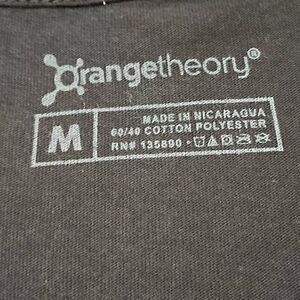 Orangetheory®
M
MADE IN NICARAGUA
60/40 COTTON POLYESTER
RN# 135890 •